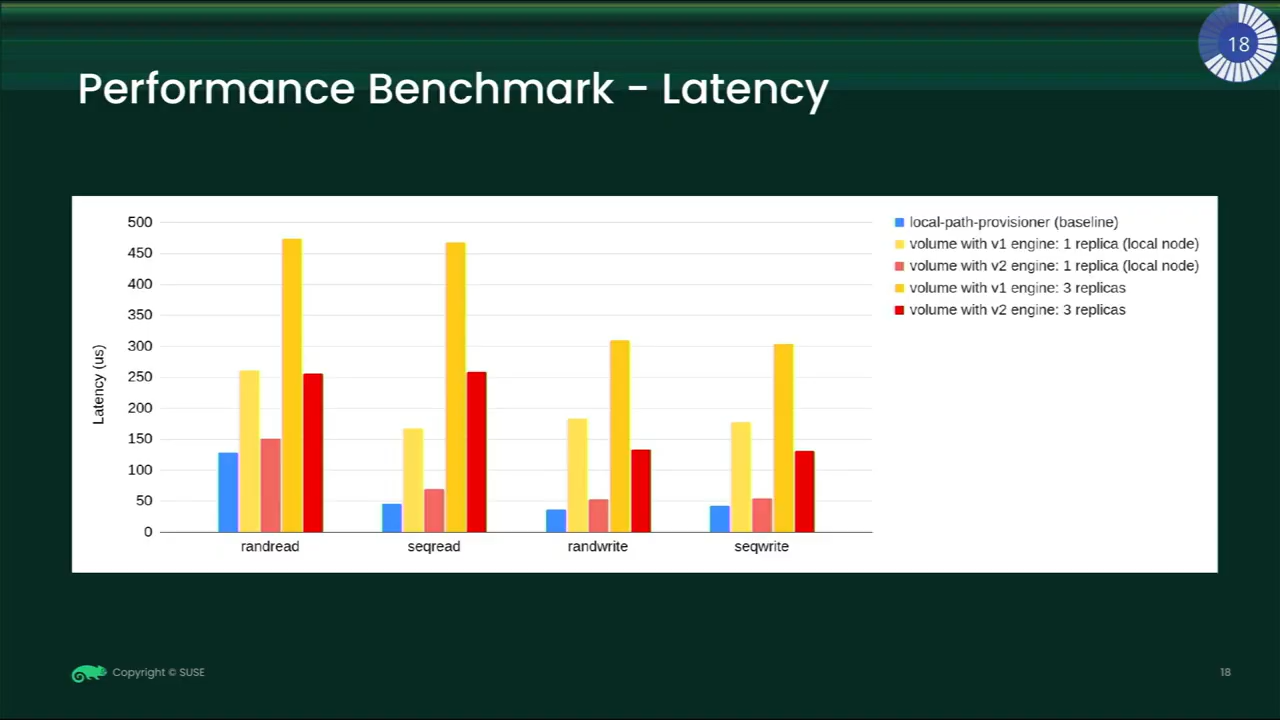 18
Performance Benchmark - Latency
500
450
400
350
300
250
200
150
100
50
0
Latency (us)
randread
seqread
randwrite
seqwrite
local-path-provisioner (baseline)
volume with v1 engine: 1 replica (local node)
volume with v2 engine: 1 replica (local node)
volume with v1 engine: 3 replicas
volume with v2 engine: 3 replicas
Copyright © SUSE
18